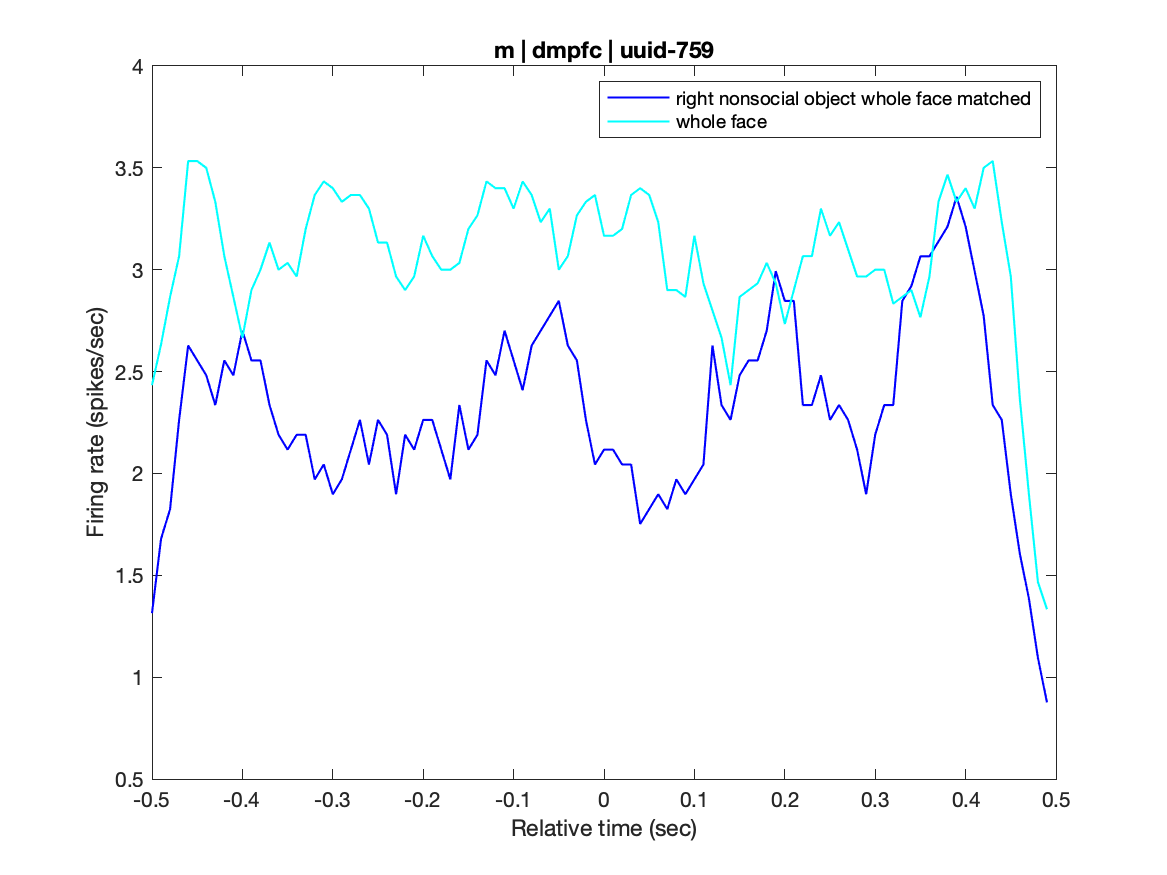 m | dmpfc | uuid-759
right nonsocial object whole face matched
whole face
4
3.5
3
2.5
2
1.5
1
0.5
Firing rate (spikes/sec)
-0.5 -0.4 -0.3 -0.2 -0.1 0 0.1 0.2 0.3 0.4 0.5
Relative time (sec)